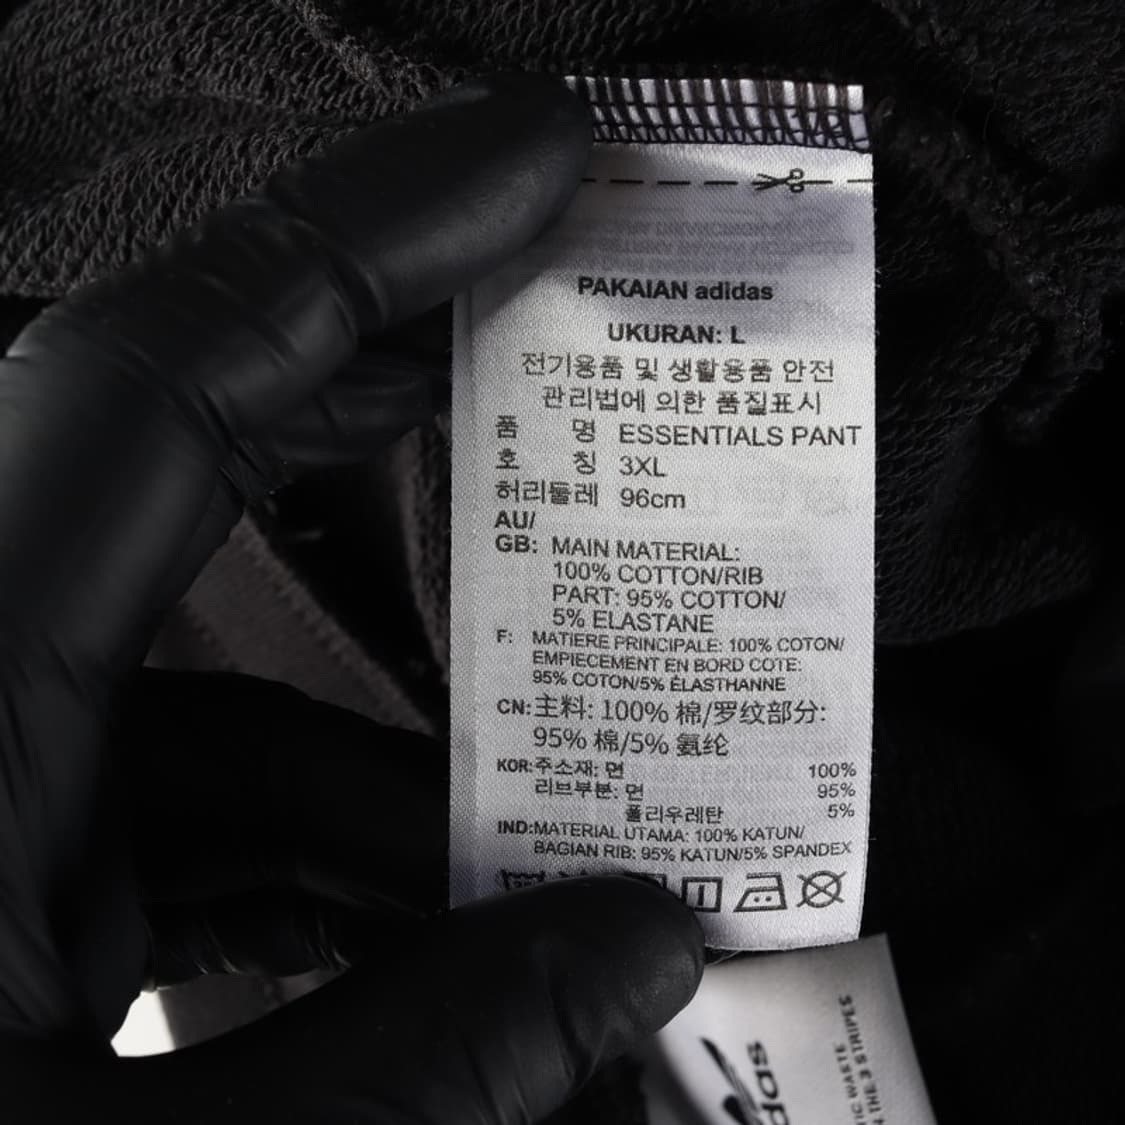 PAKAIAN adidas
UKURAN: L
전기용품 및 생활용품 안전
관리법에 의한 품질표시
품 명 ESSENTIALS PANT
호 칭 3XL
허리둘레 96cm
AU/
GB: MAIN MATERIAL:
100% COTTON/RIB
PART: 95% COTTON/
5% ELASTANE
F: MATIERE PRINCIPALE: 100% COTON/
EMPIECEMENT EN BORD COTE:
95% COTON/5% ÉLASTHANNE
CN:主料: 100% 棉/罗纹部分:
95% 棉/5% 氨纶
KOR:주소재: 면 100%
리브부분: 면 95%
폴리우레탄 5%
IND:MATERIAL UTAMA: 100% KATUN/
BAGIAN RIB: 95% KATUN/5% SPANDEX
THE 3 STRIPES
WASTE